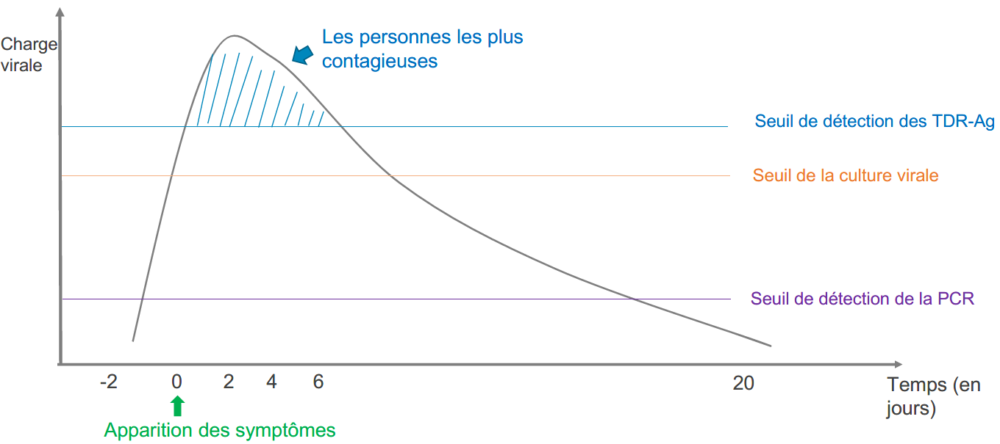 Charge
virale
Les personnes les plus
contagieuses
Seuil de détection des TDR-Ag
Seuil de la culture virale
Seuil de détection de la PCR
-2 0 2 4 6 20
Temps (en
jours)
Apparition des symptômes